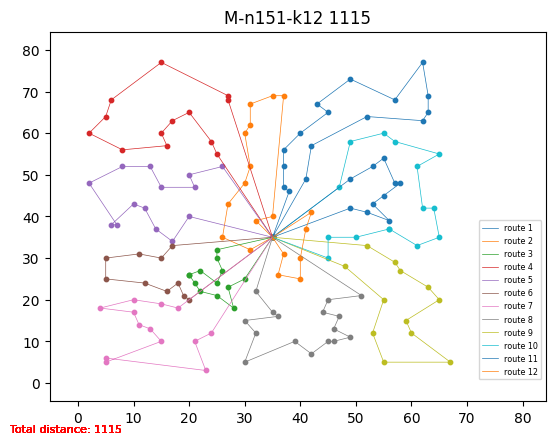 M-n151-k12 1115
80
70
60
50
40
30
20
10
0
0 10 20 30 40 50 60 70 80
route 1
route 2
route 3
route 4
route 5
route 6
route 7
route 8
route 9
route 10
route 11
route 12
Total distance: 1115